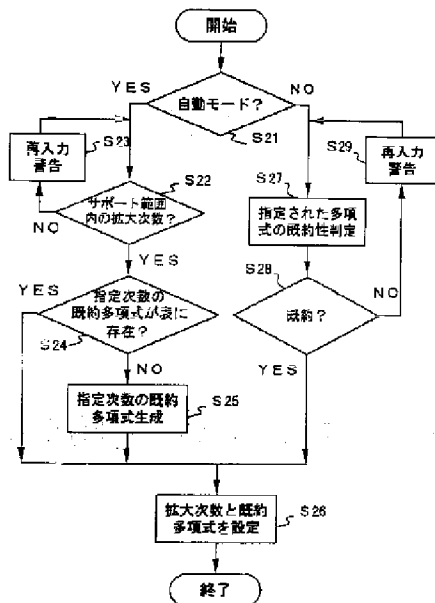 開始
YES
NO
自動モード?
S21
S23
再入力
警告
S29
再入力
警告
S22
サポート範囲
内の拡大次数?
NO
YES
S27
指定された多項
式の既約性判定
S28
既約?
NO
YES
YES
指定次数の
既約多項式が表に
存在?
S24
NO
指定次数の既約
多項式生成
S25
拡大次数と既約
多項式を設定
S26
終了